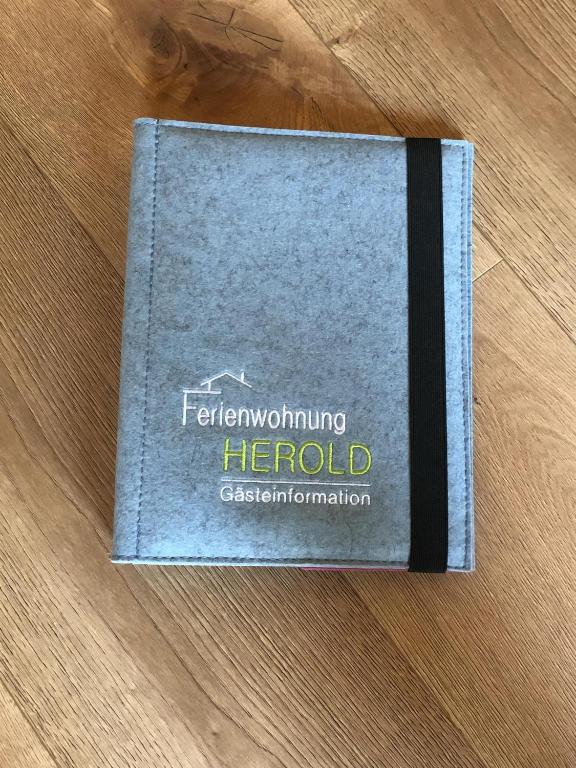 Ferienwohnung
HEROLD
Gästeinformation